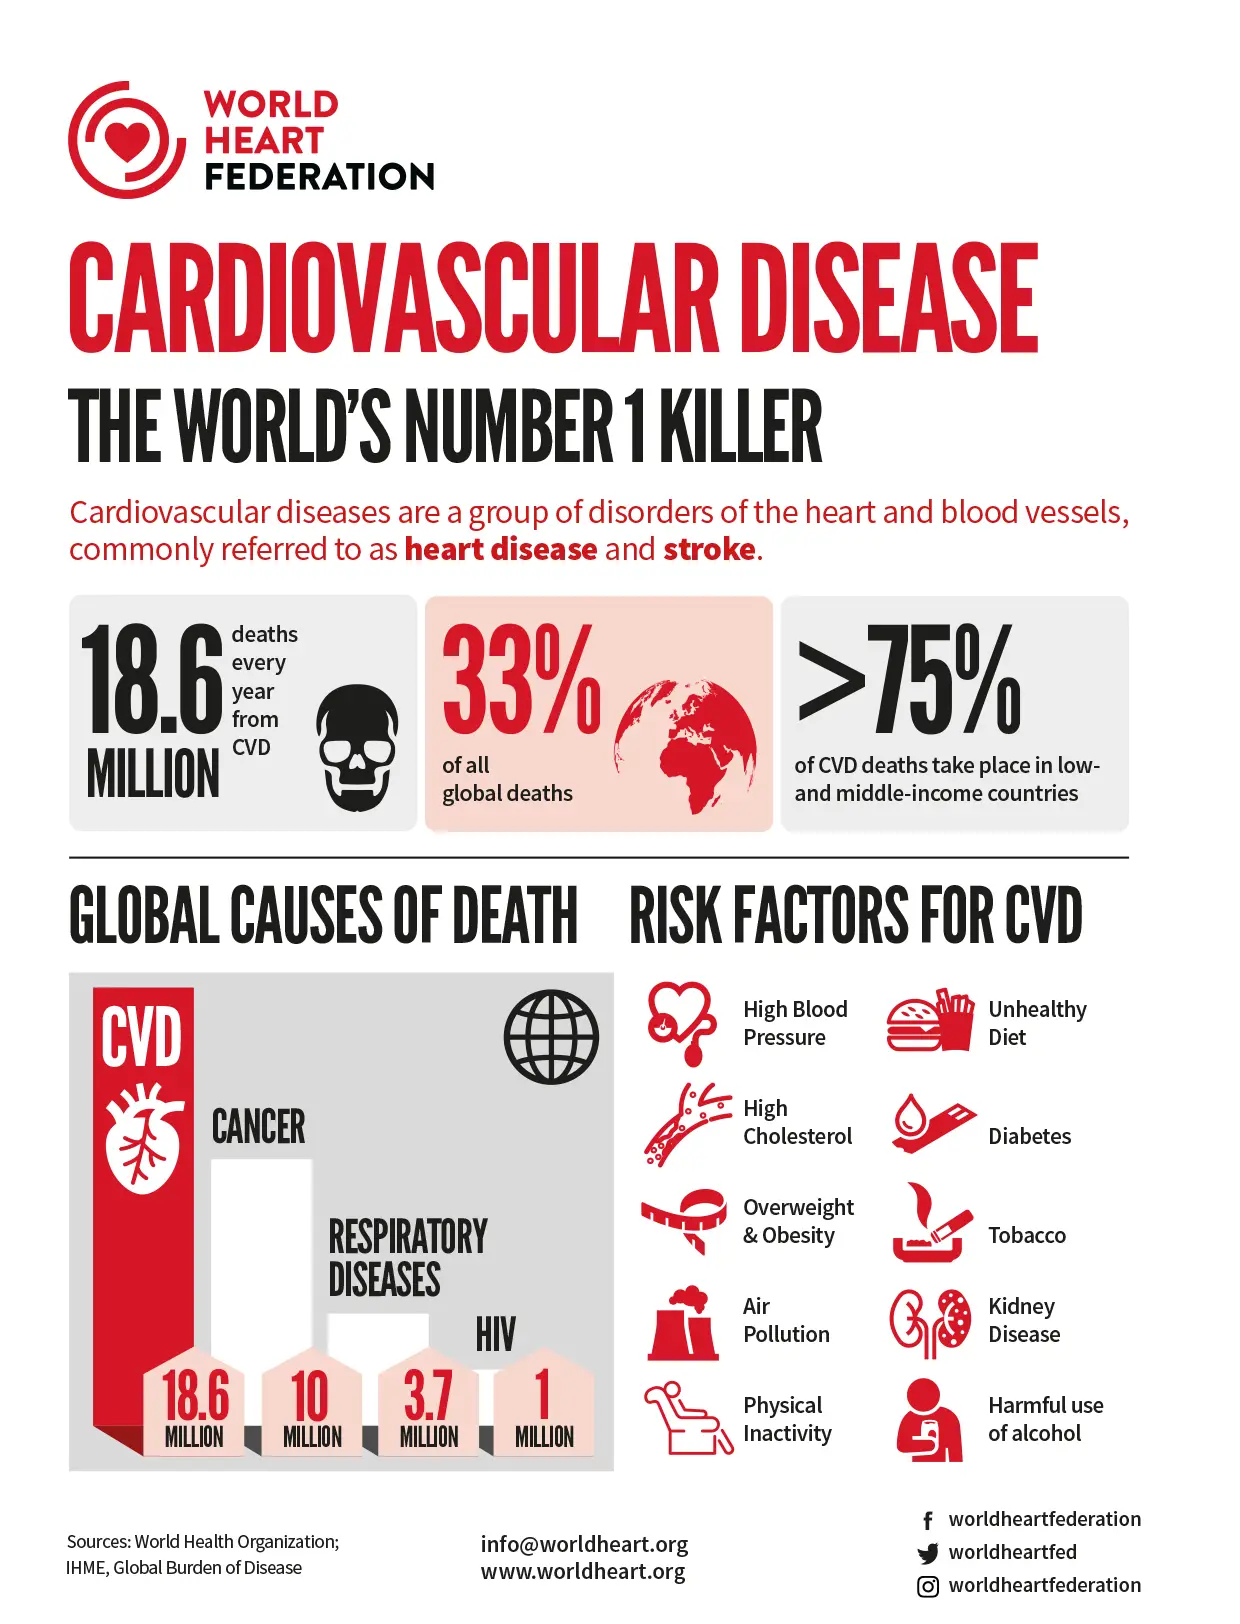 WORLD
HEART
FEDERATION
CARDIOVASCULAR DISEASE
THE WORLD'S NUMBER 1 KILLER
Cardiovascular diseases are a group of disorders of the heart and blood vessels,
commonly referred to as heart disease and stroke.
18.6
MILLION
deaths
every
year
from
CVD
33%
of all
global deaths
>75%
of CVD deaths take place in low-
and middle-income countries
GLOBAL CAUSES OF DEATH
CVD
CANCER
RESPIRATORY
DISEASES
HIV
18.6
MILLION
10
MILLION
3.7
MILLION
1
MILLION
RISK FACTORS FOR CVD
High Blood
Pressure
Unhealthy
Diet
High
Cholesterol
Diabetes
Overweight
& Obesity
Tobacco
Air
Pollution
Kidney
Disease
Physical
Inactivity
Harmful use
of alcohol
Sources: World Health Organization;
IHME, Global Burden of Disease
info@worldheart.org
www.worldheart.org
worldheartfederation
worldheartfed
worldheartfederation